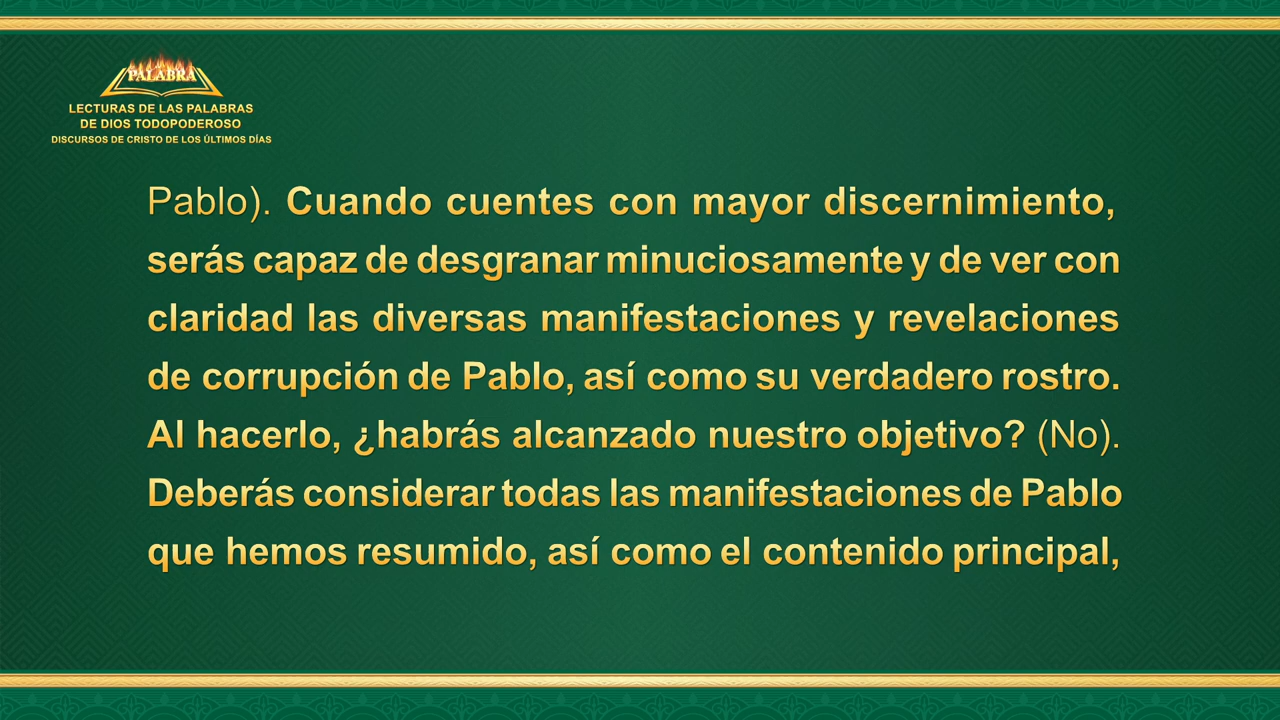 PALABRA
LECTURAS DE LAS PALABRAS
DE DIOS TODOPODEROSO
DISCURSOS DE CRISTO DE LOS ÚLTIMOS DÍAS
Pablo). Cuando cuentes con mayor discernimiento,
serás capaz de desgranar minuciosamente y de ver con
claridad las diversas manifestaciones y revelaciones
de corrupción de Pablo, así como su verdadero rostro.
Al hacerlo, ¿habrás alcanzado nuestro objetivo? (No).
Deberás considerar todas las manifestaciones de Pablo
que hemos resumido, así como el contenido principal,